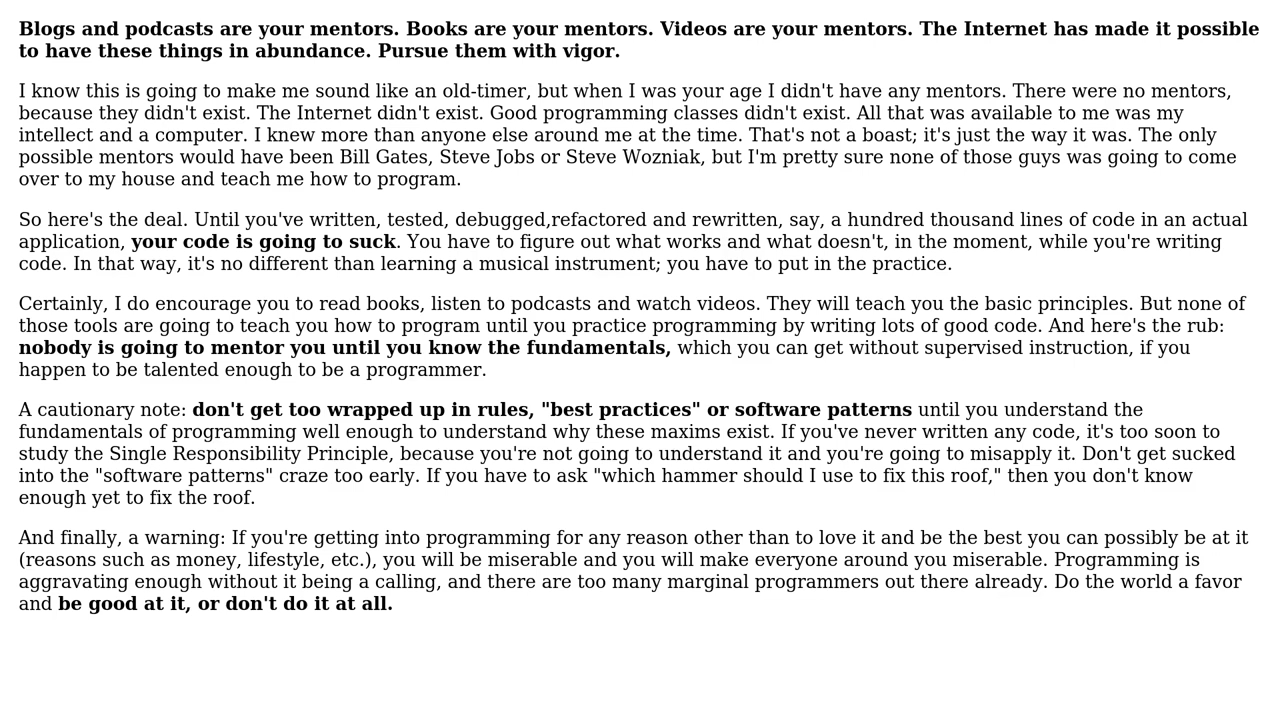 Blogs and podcasts are your mentors. Books are your mentors. Videos are your mentors. The Internet has made it possible
to have these things in abundance. Pursue them with vigor.
I know this is going to make me sound like an old-timer, but when I was your age I didn't have any mentors. There were no mentors,
because they didn't exist. The Internet didn't exist. Good programming classes didn't exist. All that was available to me was my
intellect and a computer. I knew more than anyone else around me at the time. That's not a boast; it's just the way it was. The only
possible mentors would have been Bill Gates, Steve Jobs or Steve Wozniak, but I'm pretty sure none of those guys was going to come
over to my house and teach me how to program.
So here's the deal. Until you've written, tested, debugged,refactored and rewritten, say, a hundred thousand lines of code in an actual
application, your code is going to suck. You have to figure out what works and what doesn't, in the moment, while you're writing
code. In that way, it's no different than learning a musical instrument; you have to put in the practice.
Certainly, I do encourage you to read books, listen to podcasts and watch videos. They will teach you the basic principles. But none of
those tools are going to teach you how to program until you practice programming by writing lots of good code. And here's the rub:
nobody is going to mentor you until you know the fundamentals, which you can get without supervised instruction, if you
happen to be talented enough to be a programmer.
A cautionary note: don't get too wrapped up in rules, "best practices" or software patterns until you understand the
fundamentals of programming well enough to understand why these maxims exist. If you've never written any code, it's too soon to
study the Single Responsibility Principle, because you're not going to understand it and you're going to misapply it. Don't get sucked
into the "software patterns" craze too early. If you have to ask "which hammer should I use to fix this roof," then you don't know
enough yet to fix the roof.
And finally, a warning: If you're getting into programming for any reason other than to love it and be the best you can possibly be at it
(reasons such as money, lifestyle, etc.), you will be miserable and you will make everyone around you miserable. Programming is
aggravating enough without it being a calling, and there are too many marginal programmers out there already. Do the world a favor
and be good at it, or don't do it at all.